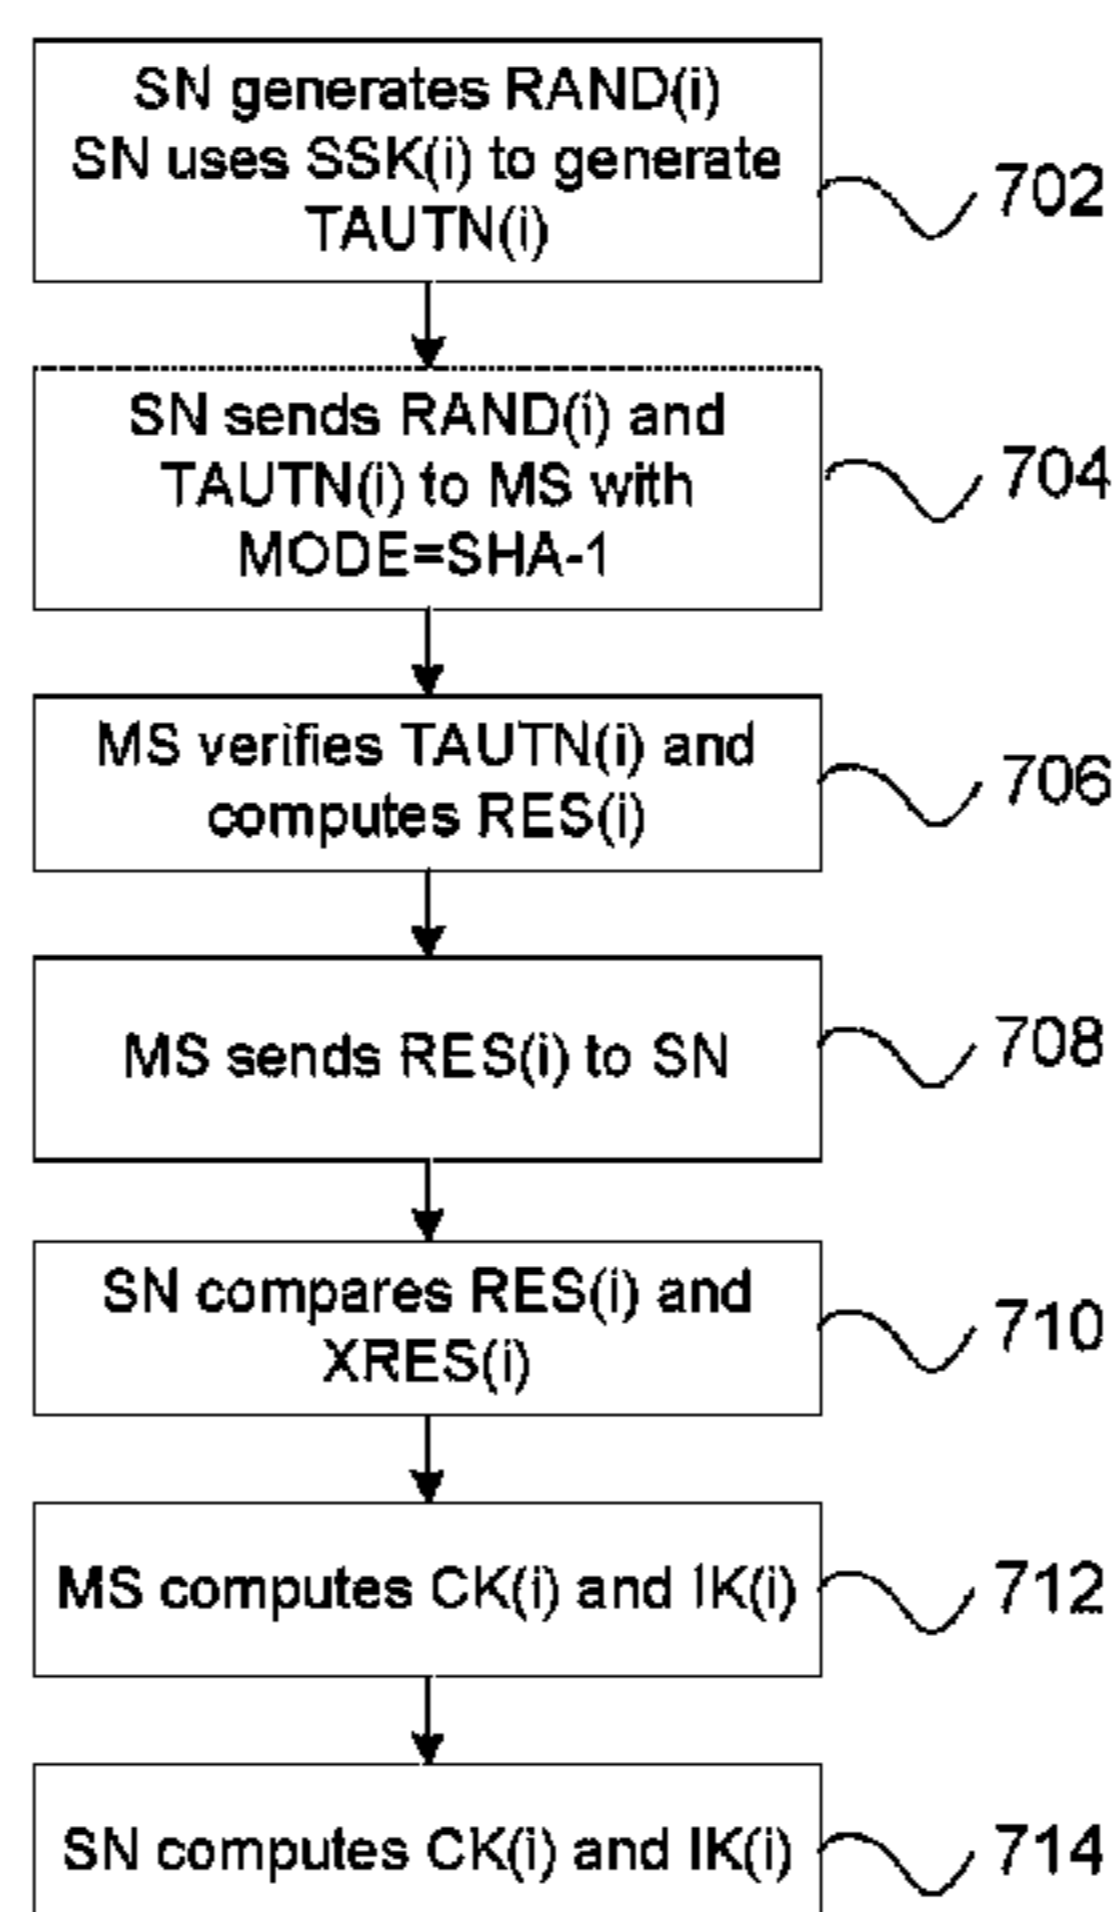 SN generates RAND(i)
SN uses SSK(i) to generate
TAUTN(i)
702
SN sends RAND(i) and
TAUTN(i) to MS with
MODE=SHA-1
704
MS verifies TAUTN(i) and
computes RES(i)
706
MS sends RES(i) to SN
708
SN compares RES(i) and
XRES(i)
710
MS computes CK(i) and IK(i)
712
SN computes CK(i) and IK(i)
714